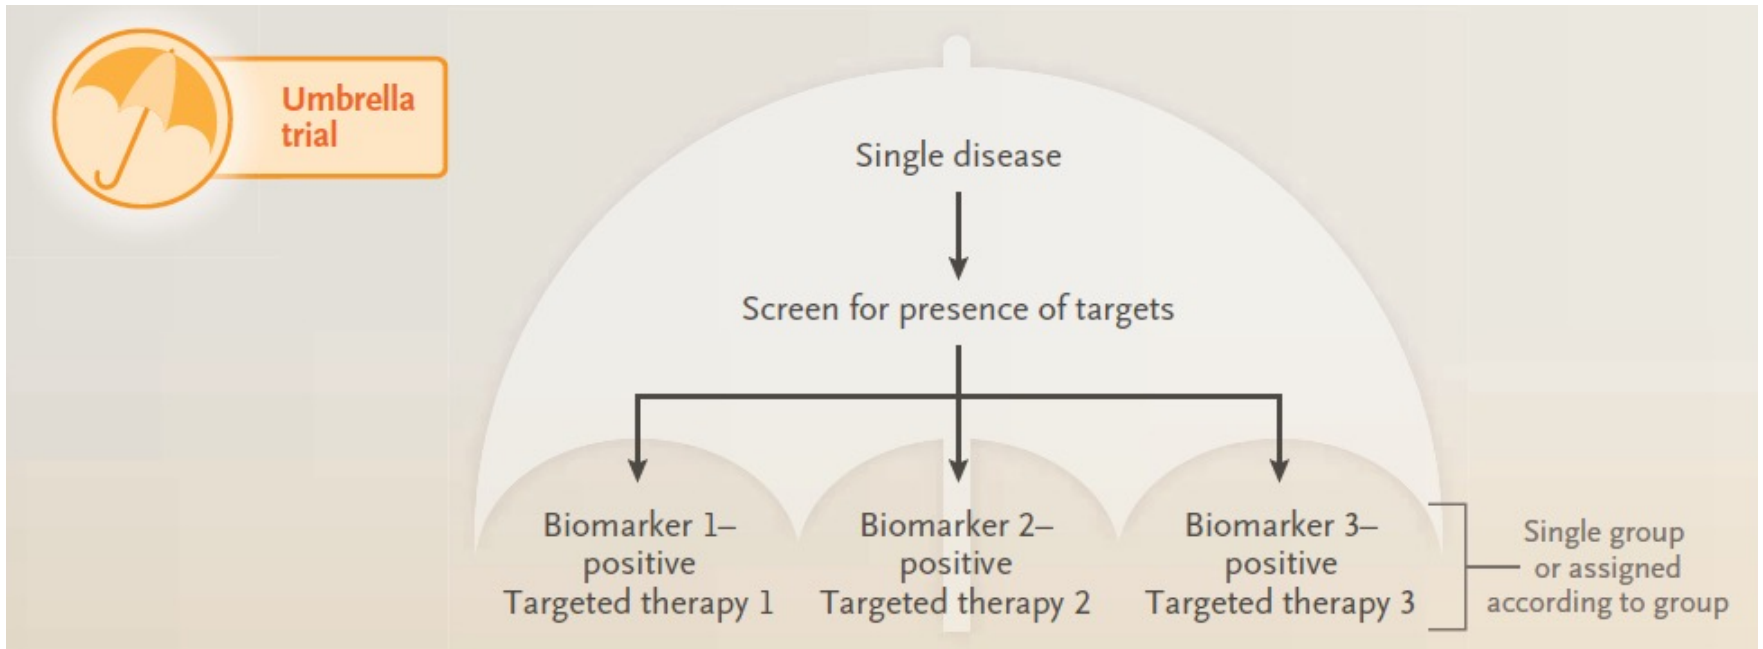 Umbrella
trial
Single disease
Screen for presence of targets
Biomarker 1–
positive
Targeted therapy 1
Biomarker 2–
positive
Targeted therapy 2
Biomarker 3–
positive
Targeted therapy 3
Single group
or assigned
according to group